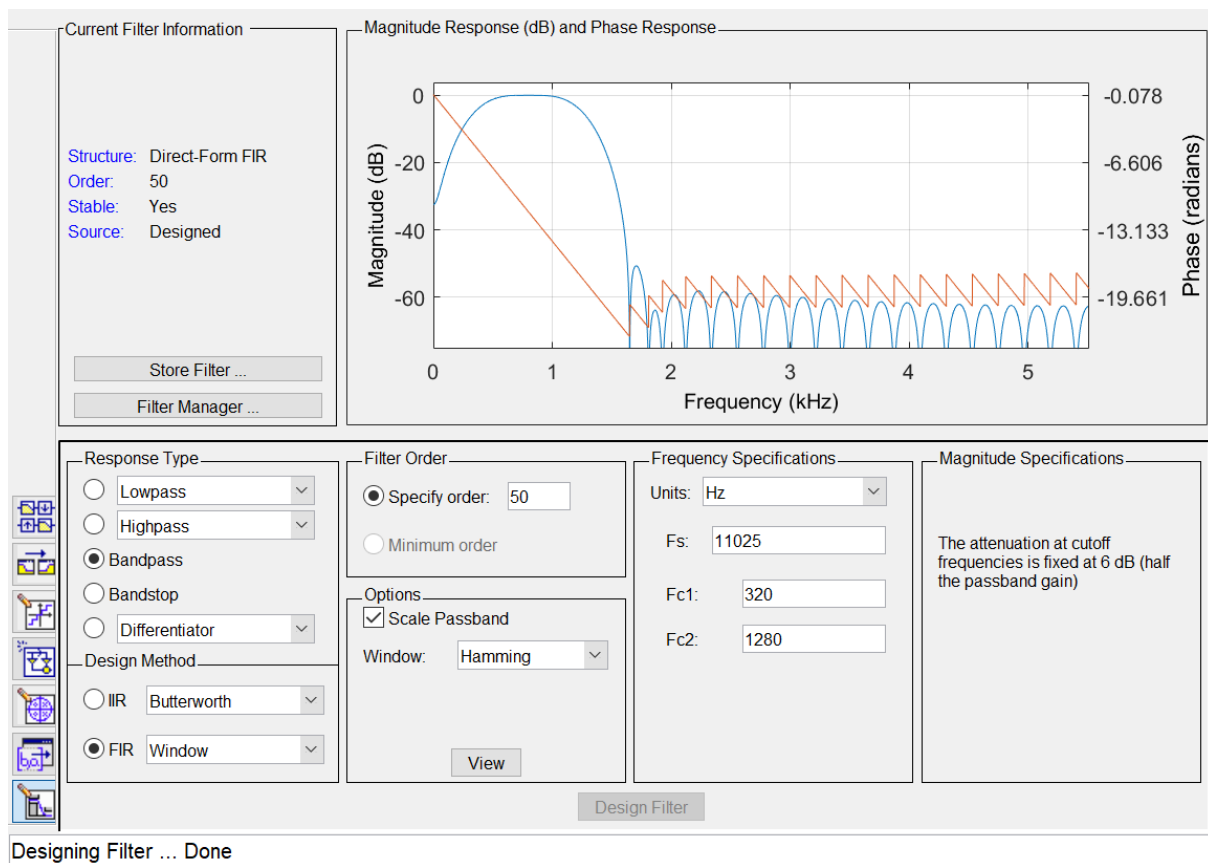 Current Filter Information
Structure: Direct-Form FIR
Order: 50
Stable: Yes
Source: Designed
Store Filter ...
Filter Manager ...
Magnitude Response (dB) and Phase Response
Magnitude (dB)
0
-20
-40
-60
-0.078
-6.606
-13.133
-19.661
Phase (radians)
0 1 2 3 4 5
Frequency (kHz)
Response Type
Lowpass
Highpass
Bandpass
Bandstop
Differentiator
Design Method
IIR Butterworth
FIR Window
Filter Order
Specify order: 50
Minimum order
Options
Scale Passband
Window: Hamming
View
Frequency Specifications
Units: Hz
Fs: 11025
Fc1: 320
Fc2: 1280
Magnitude Specifications
The attenuation at cutoff
frequencies is fixed at 6 dB (half
the passband gain)
Design Filter
Designing Filter ... Done